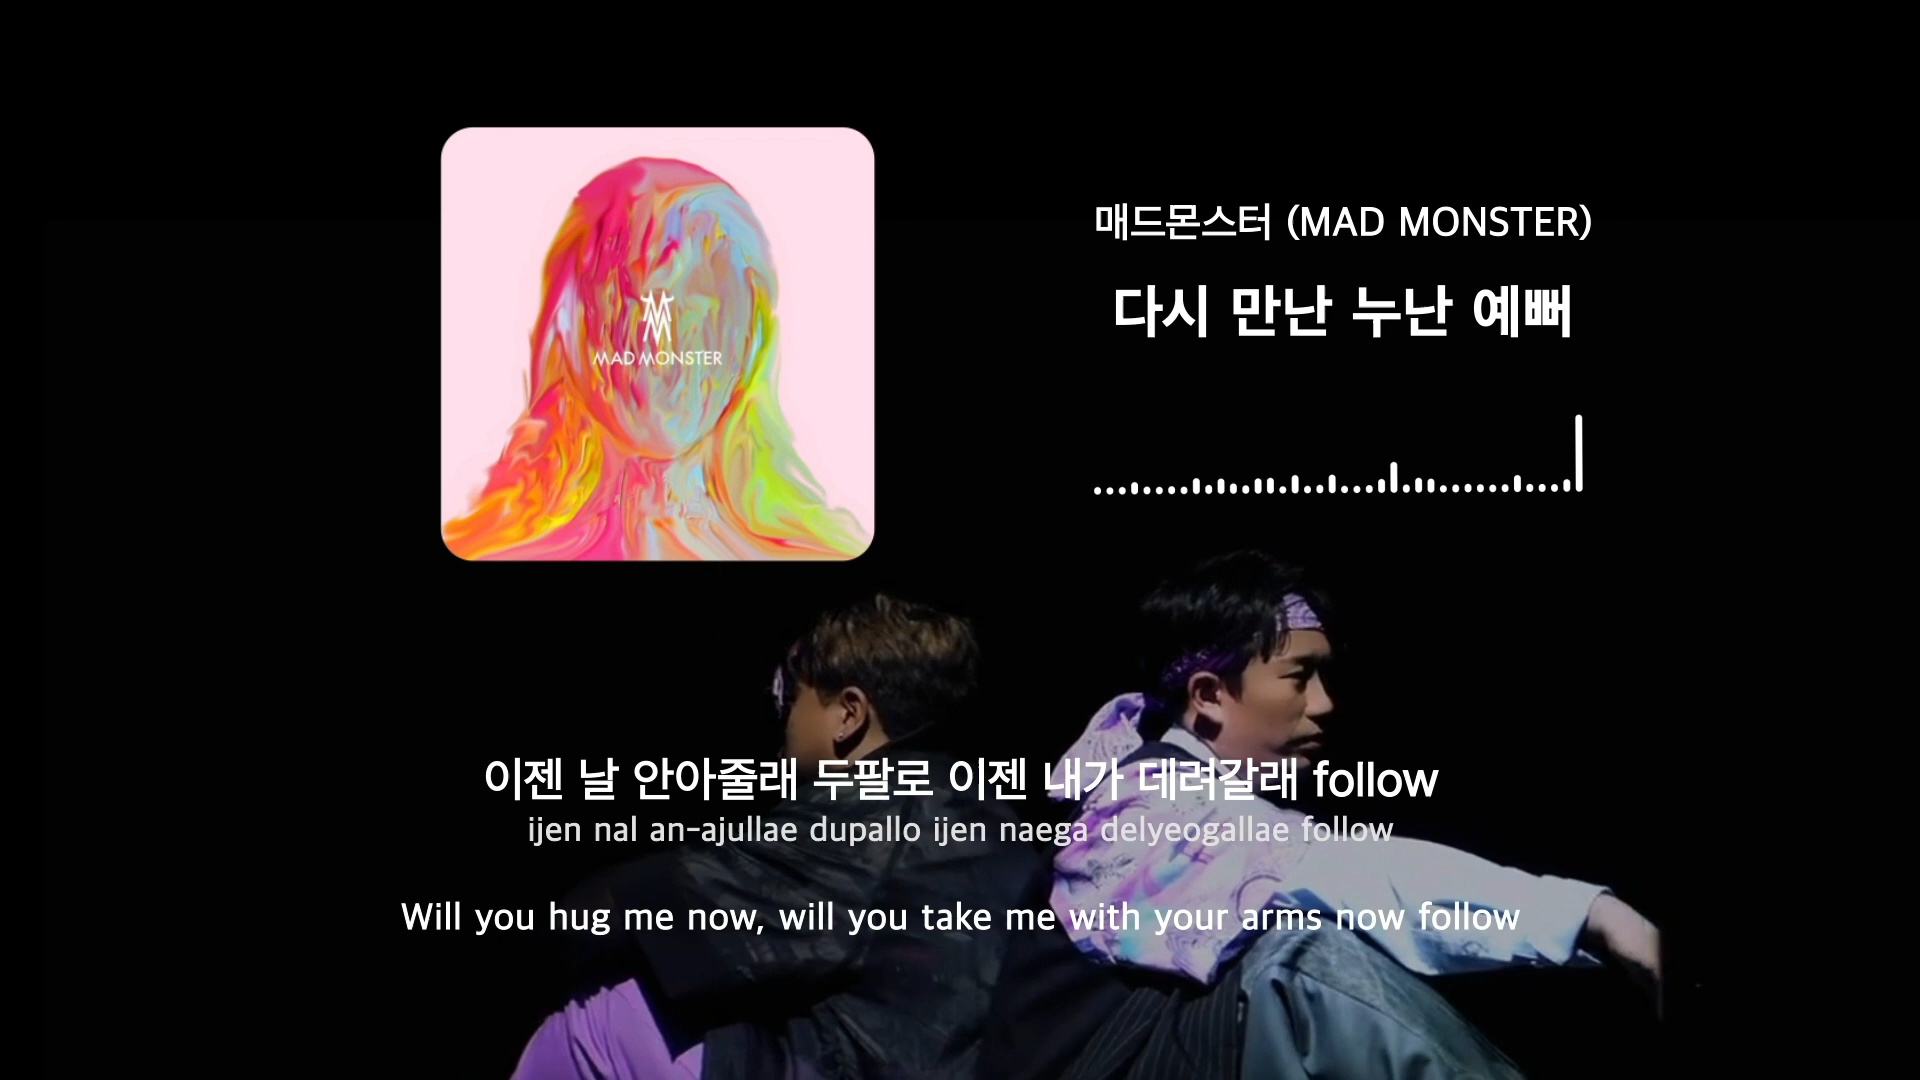 MAD MONSTER
매드몬스터 (MAD MONSTER)
다시 만난 누난 예뻐
이젠 날 안아줄래 두팔로 이젠 내가 데려갈래 follow
ijen nal an-ajullae dupallo ijen naega delyeogallae follow
Will you hug me now, will you take me with your arms now follow